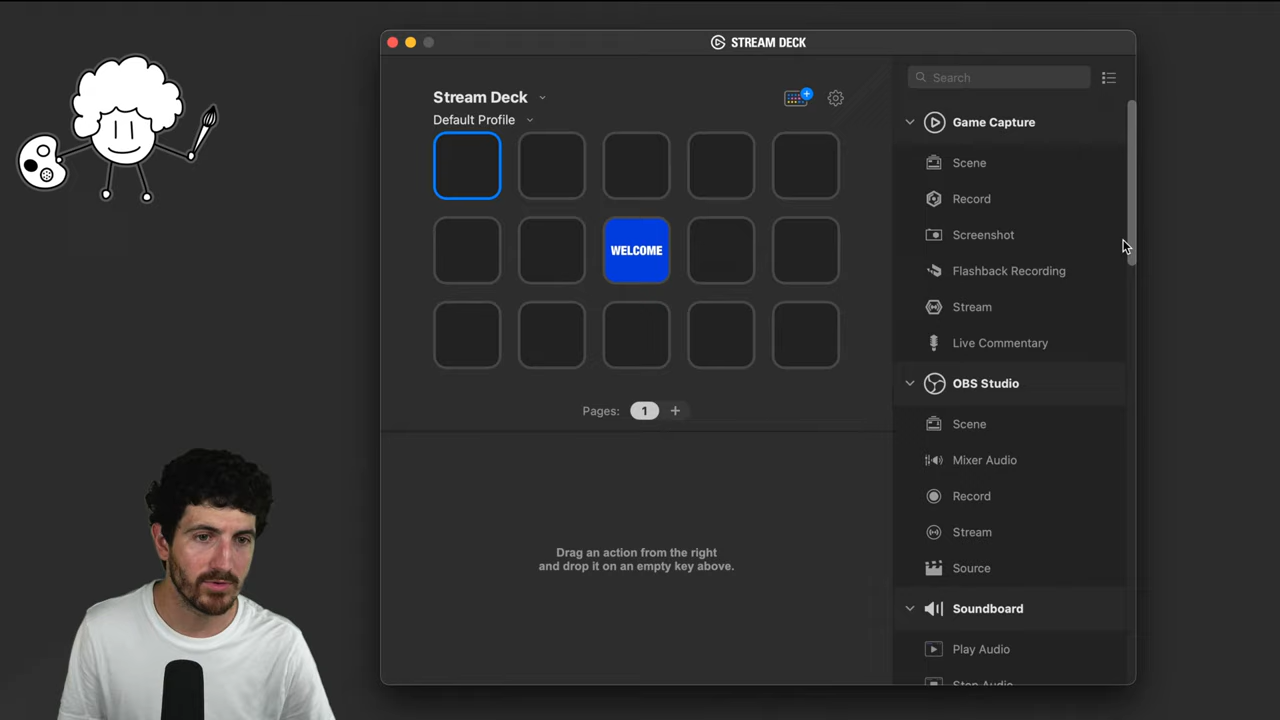 STREAM DECK
Stream Deck
Default Profile
WELCOME
Pages: 1 +
Drag an action from the right
and drop it on an empty key above.
Search
Game Capture
Scene
Record
Screenshot
Flashback Recording
Stream
Live Commentary
OBS Studio
Scene
Mixer Audio
Record
Stream
Source
Soundboard
Play Audio
Stop Audio